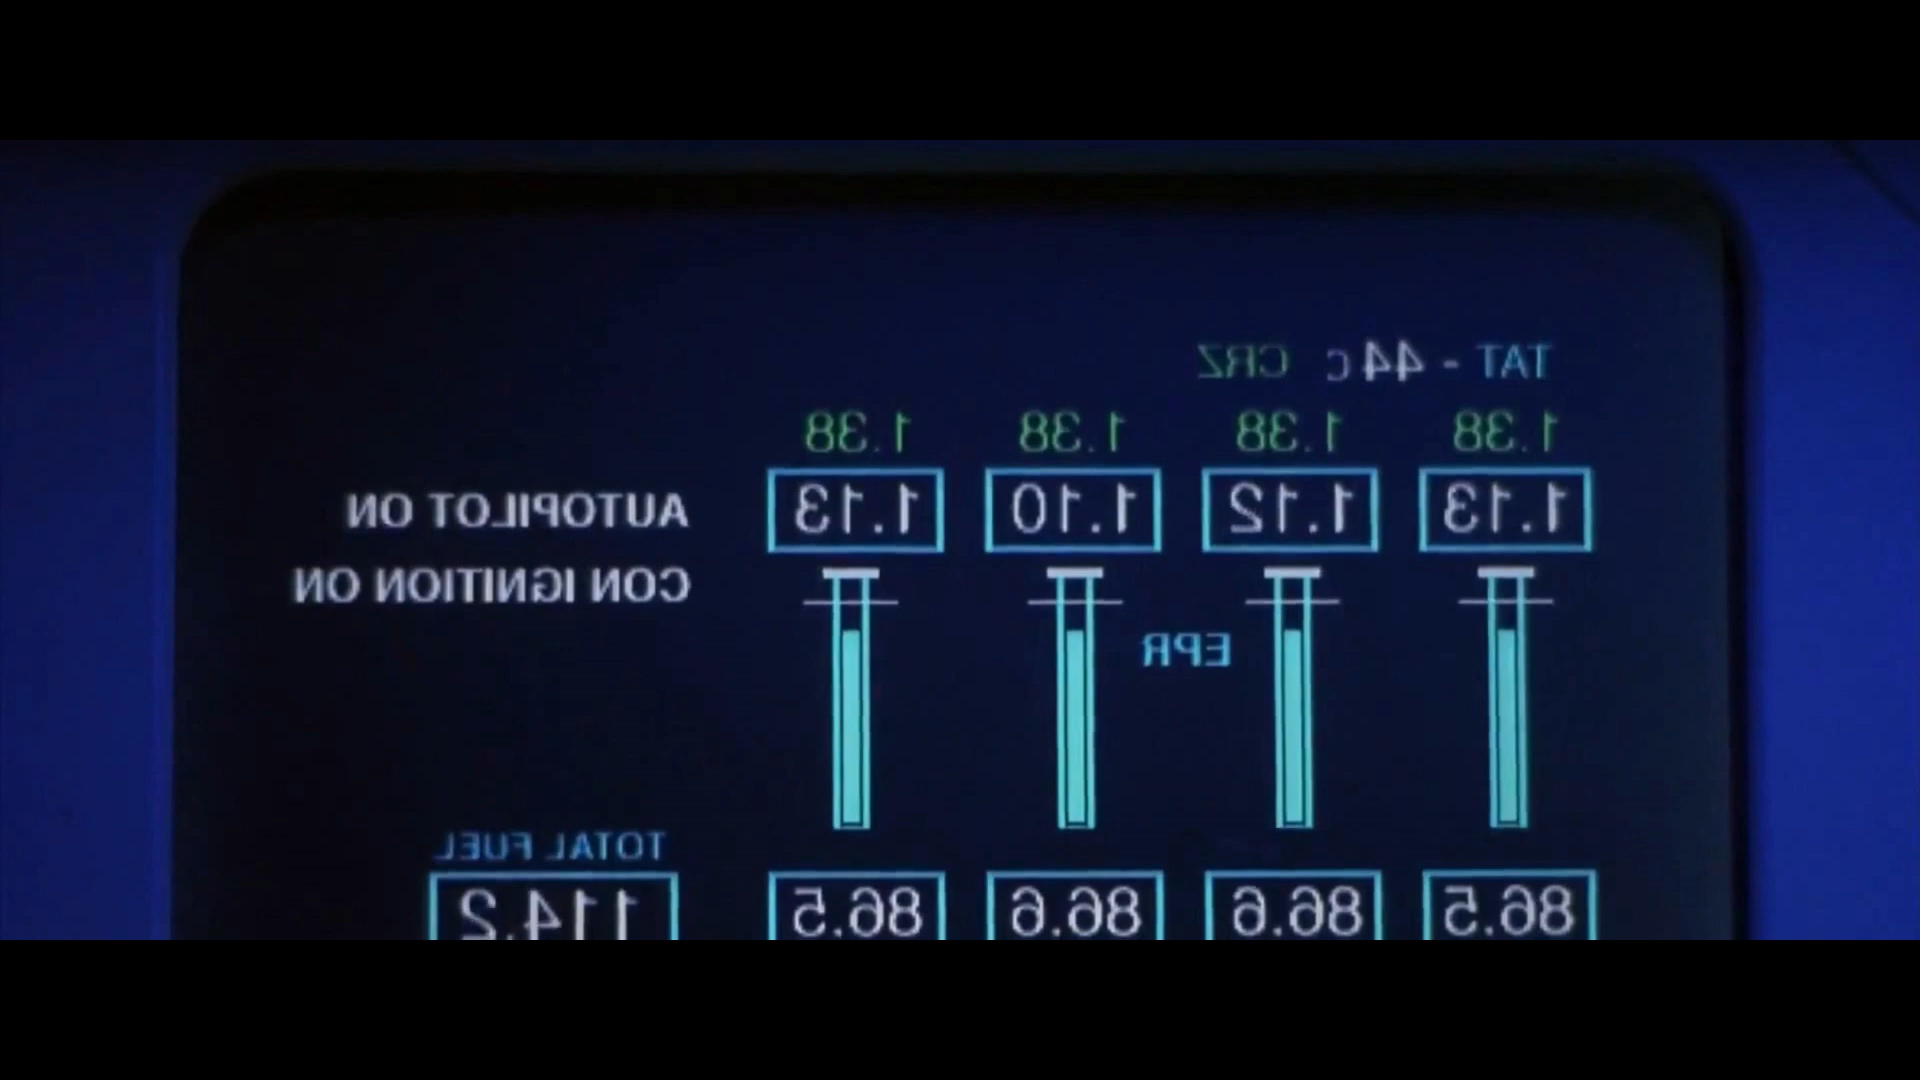 TAT - 44c CRZ
1.38 1.38 1.38 1.38
1.13 1.12 1.10 1.13
AUTOPILOT ON
CON IGNITION ON
EPR
TOTAL FUEL
86.5 86.6 86.6 86.5
114.2